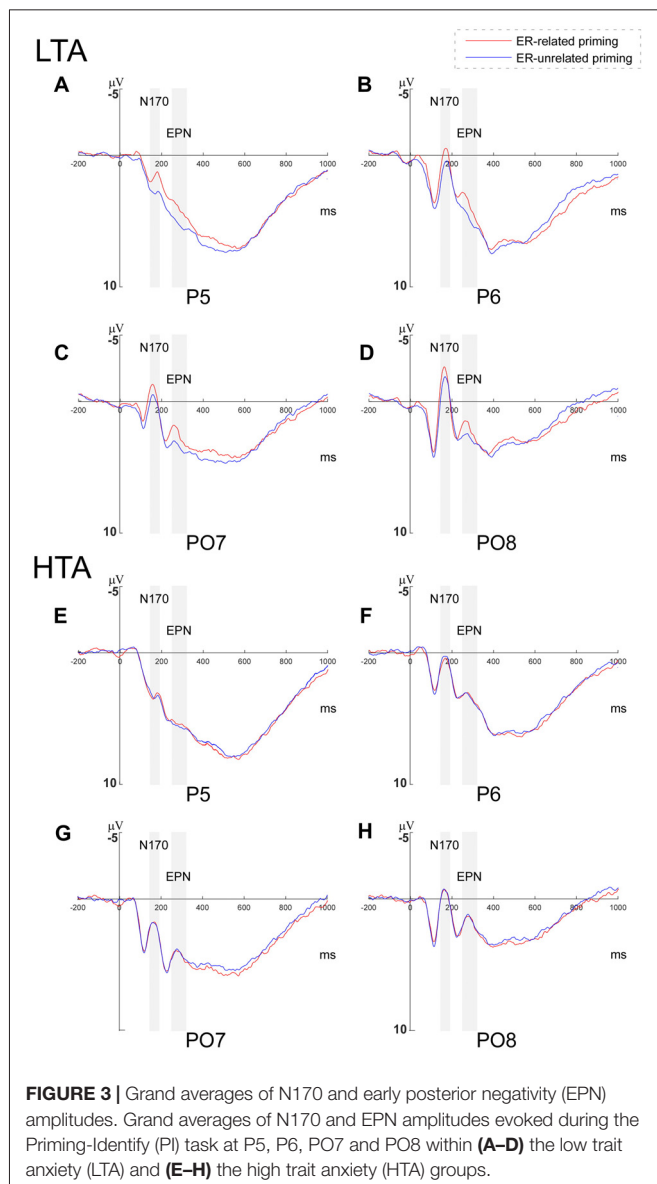 LTA
ER-related priming
ER-unrelated priming
A
μV
-5
N170
EPN
-200 0 200 400 600 800 1000
ms
10
P5
B
μV
-5
N170
EPN
-200 0 200 400 600 800 1000
ms
10
P6
C
μV
-5
N170
EPN
-200 0 200 400 600 800 1000
ms
10
PO7
D
μV
-5
N170
EPN
-200 0 200 400 600 800 1000
ms
10
PO8
HTA
E
μV
-5
N170
EPN
-200 0 200 400 600 800 1000
ms
10
P5
F
μV
-5
N170
EPN
-200 0 200 400 600 800 1000
ms
10
P6
G
μV
-5
N170
EPN
-200 0 200 400 600 800 1000
ms
PO7
H
μV
-5
N170
EPN
-200 0 200 400 600 800 1000
ms
10
PO8
FIGURE 3 | Grand averages of N170 and early posterior negativity (EPN)
amplitudes. Grand averages of N170 and EPN amplitudes evoked during the
Priming-Identify (PI) task at P5, P6, PO7 and PO8 within (A–D) the low trait
anxiety (LTA) and (E–H) the high trait anxiety (HTA) groups.